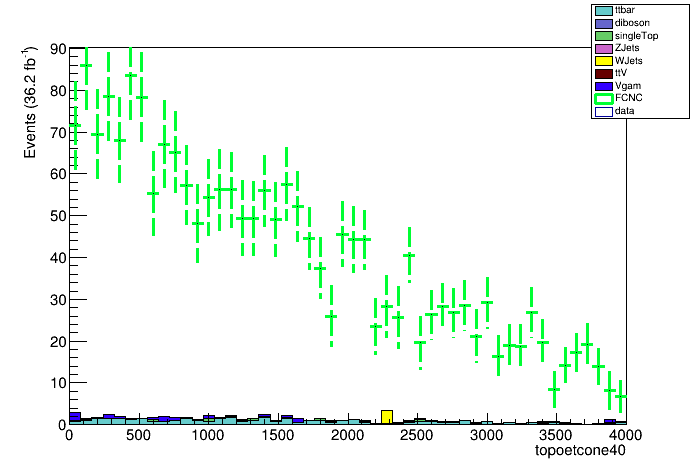 ttbar
diboson
singleTop
ZJets
WJets
ttV
Vgam
FCNC
data
Events (36.2 fb⁻¹)
90
80
70
60
50
40
30
20
10
0
0 500 1000 1500 2000 2500 3000 3500 4000
topoetcone40